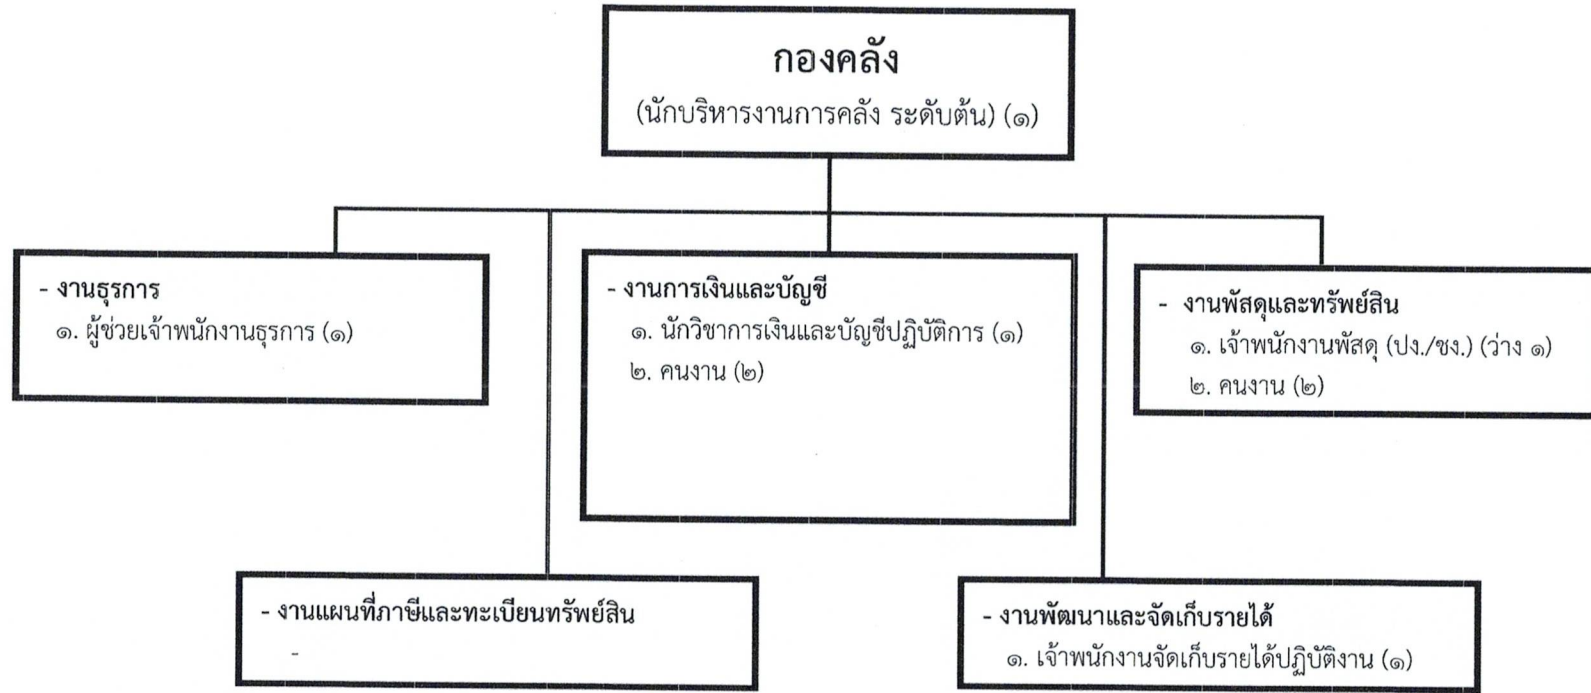 กองคลัง
(นักบริหารงานการคลัง ระดับต้น) (๑)
- งานธุรการ
๑. ผู้ช่วยเจ้าพนักงานธุรการ (๑)
- งานการเงินและบัญชี
๑. นักวิชาการเงินและบัญชีปฏิบัติการ (๑)
๒. คนงาน (๒)
- งานพัสดุและทรัพย์สิน
๑. เจ้าพนักงานพัสดุ (ปง./ชง.) (ว่าง ๑)
๒. คนงาน (๒)
- งานแผนที่ภาษีและทะเบียนทรัพย์สิน
-
- งานพัฒนาและจัดเก็บรายได้
๑. เจ้าพนักงานจัดเก็บรายได้ปฏิบัติงาน (๑)